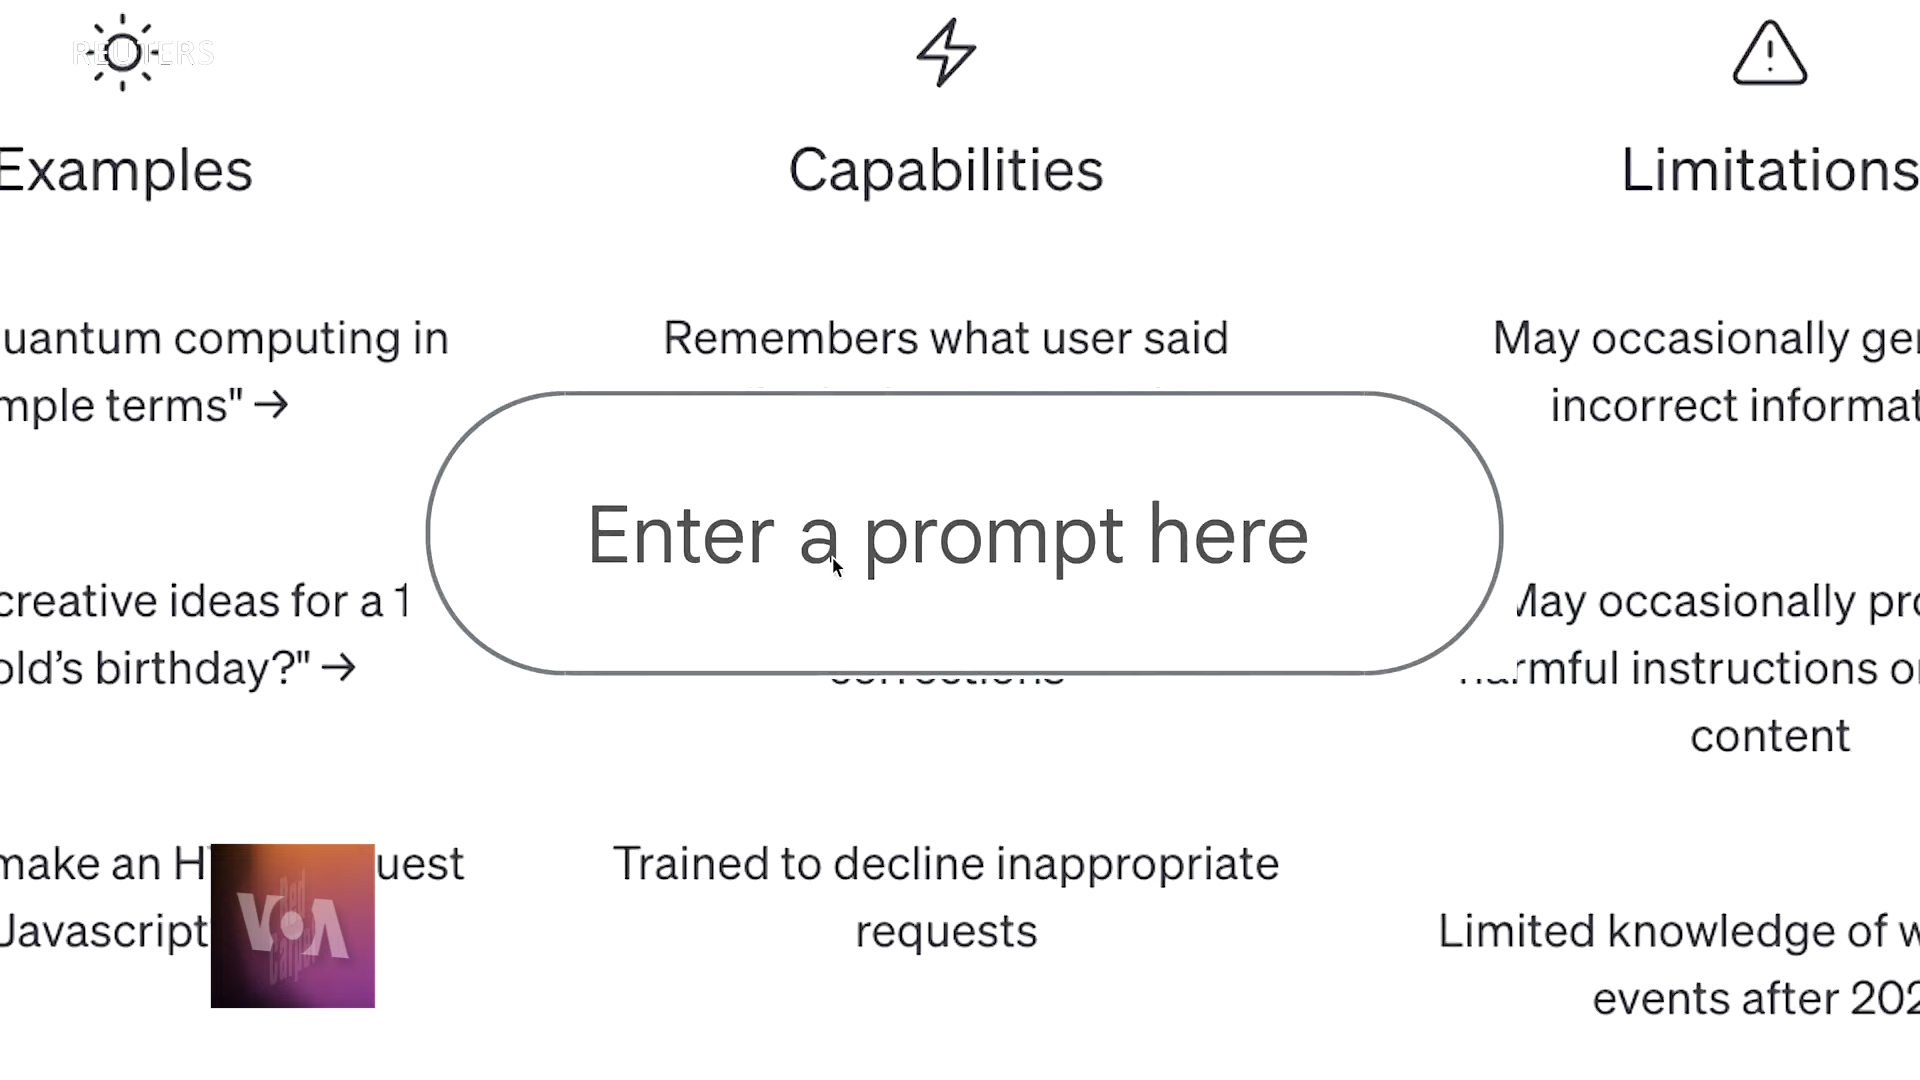 REUTERS
Examples
Capabilities
Limitations
uantum computing in
mple terms" →
Remembers what user said
May occasionally ge
incorrect informat
Enter a prompt here
creative ideas for a 1
old's birthday?" →
corrections
May occasionally pro
harmful instructions o
content
make an H
uest
Javascript
VOA
Trained to decline inappropriate
requests
Limited knowledge of w
events after 202